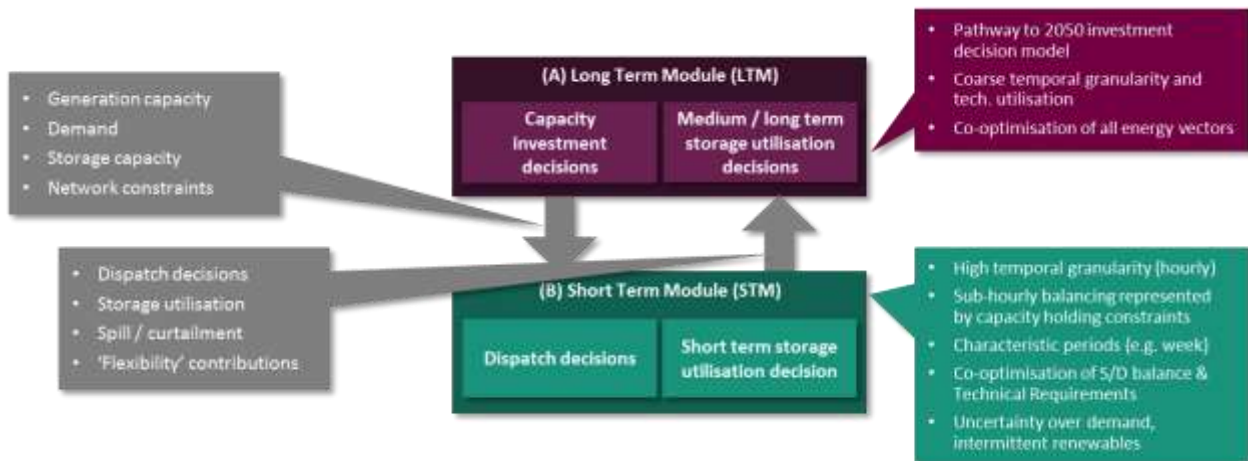 • Generation capacity
• Demand
• Storage capacity
• Network constraints
(A) Long Term Module (LTM)
Capacity
investment
decisions
Medium / long term
storage utilisation
decisions
• Pathway to 2050 investment
decision model
• Coarse temporal granularity and
tech. utilisation
• Co-optimisation of all energy vectors
• Dispatch decisions
• Storage utilisation
• Spill / curtailment
• 'Flexibility' contributions
(B) Short Term Module (STM)
Dispatch decisions
Short term storage
utilisation decision
• High temporal granularity (hourly)
• Sub-hourly balancing represented
by capacity holding constraints
• Characteristic periods (e.g. week)
• Co-optimisation of S/D balance &
Technical Requirements
• Uncertainty over demand,
intermittent renewables